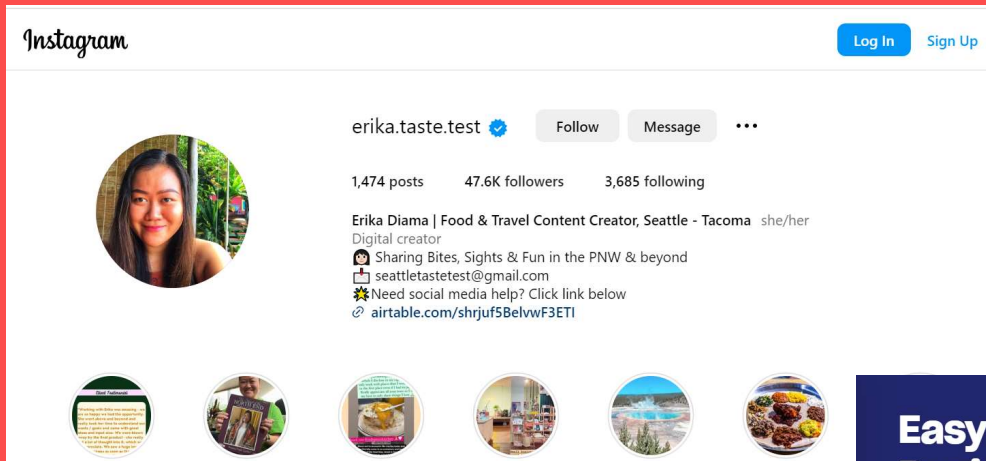 Instagram
Log In Sign Up
erika.taste.test Follow Message
1,474 posts 47.6K followers 3,685 following
Erika Diama | Food & Travel Content Creator, Seattle - Tacoma she/her
Digital creator
Sharing Bites, Sights & Fun in the PNW & beyond
seattletastetest@gmail.com
Need social media help? Click link below
airtable.com/shrjuf5BelvwF3ETI
Client Testimonial
Easy